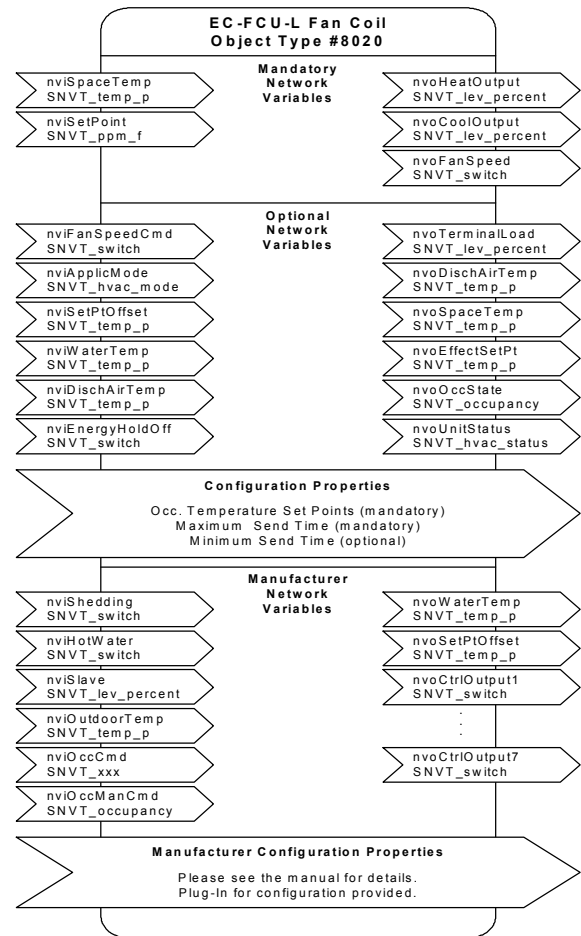 EC-FCU-L Fan Coil
Object Type #8020
Mandatory
Network
Variables
nviSpaceTemp
SNVT_temp_p
nviSetPoint
SNVT_ppm_f
nvoHeatOutput
SNVT_lev_percent
nvoCoolOutput
SNVT_lev_percent
nvoFanSpeed
SNVT_switch
Optional
Network
Variables
nviFanSpeedCmd
SNVT_switch
nviApplicMode
SNVT_hvac_mode
nviSetPtOffset
SNVT_temp_p
nviWaterTemp
SNVT_temp_p
nviDischAirTemp
SNVT_temp_p
nviEnergyHoldOff
SNVT_switch
nvoTerminalLoad
SNVT_lev_percent
nvoDischAirTemp
SNVT_temp_p
nvoSpaceTemp
SNVT_temp_p
nvoEffectSetPt
SNVT_temp_p
nvoOccState
SNVT_occupancy
nvoUnitStatus
SNVT_hvac_status
Configuration Properties
Occ. Temperature Set Points (mandatory)
Maximum Send Time (mandatory)
Minimum Send Time (optional)
Manufacturer
Network
Variables
nviShedding
SNVT_switch
nviHotWater
SNVT_switch
nviSlave
SNVT_lev_percent
nviOutdoorTemp
SNVT_temp_p
nviOccCmd
SNVT_xxx
nviOccManCmd
SNVT_occupancy
nvoWaterTemp
SNVT_temp_p
nvoSetPtOffset
SNVT_temp_p
nvoCtrlOutput1
SNVT_switch
.
.
.
nvoCtrlOutput7
SNVT_switch
Manufacturer Configuration Properties
Please see the manual for details.
Plug-In for configuration provided.